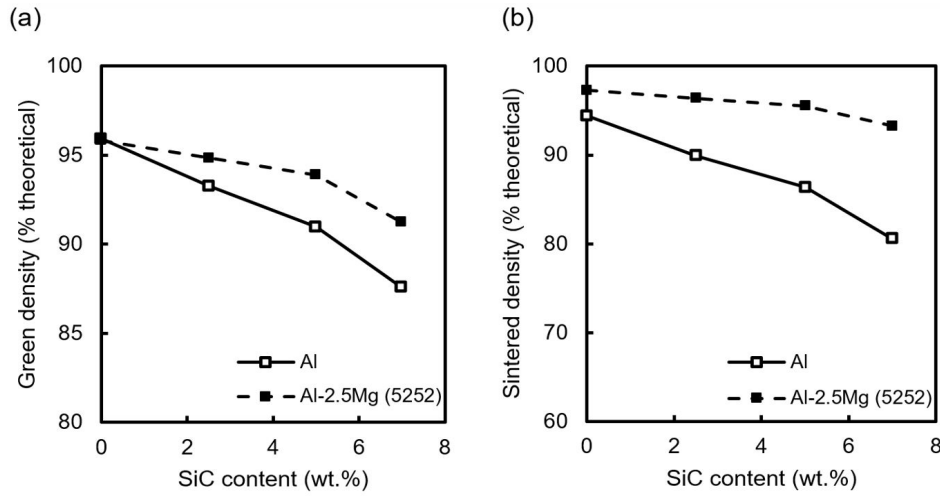 (a)
Green density (% theoretical)
100
95
90
85
80
0 2 4 6 8
SiC content (wt.%)
Al
Al-2.5Mg (5252)
(b)
Sintered density (% theoretical)
100
90
80
70
60
0 2 4 6 8
SiC content (wt.%)
Al
Al-2.5Mg (5252)